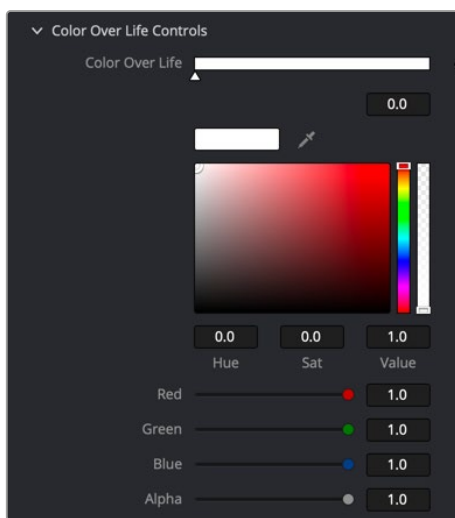 Color Over Life Controls
Color Over Life
0.0
0.0 0.0 1.0
Hue Sat Value
Red 1.0
Green 1.0
Blue 1.0
Alpha 1.0